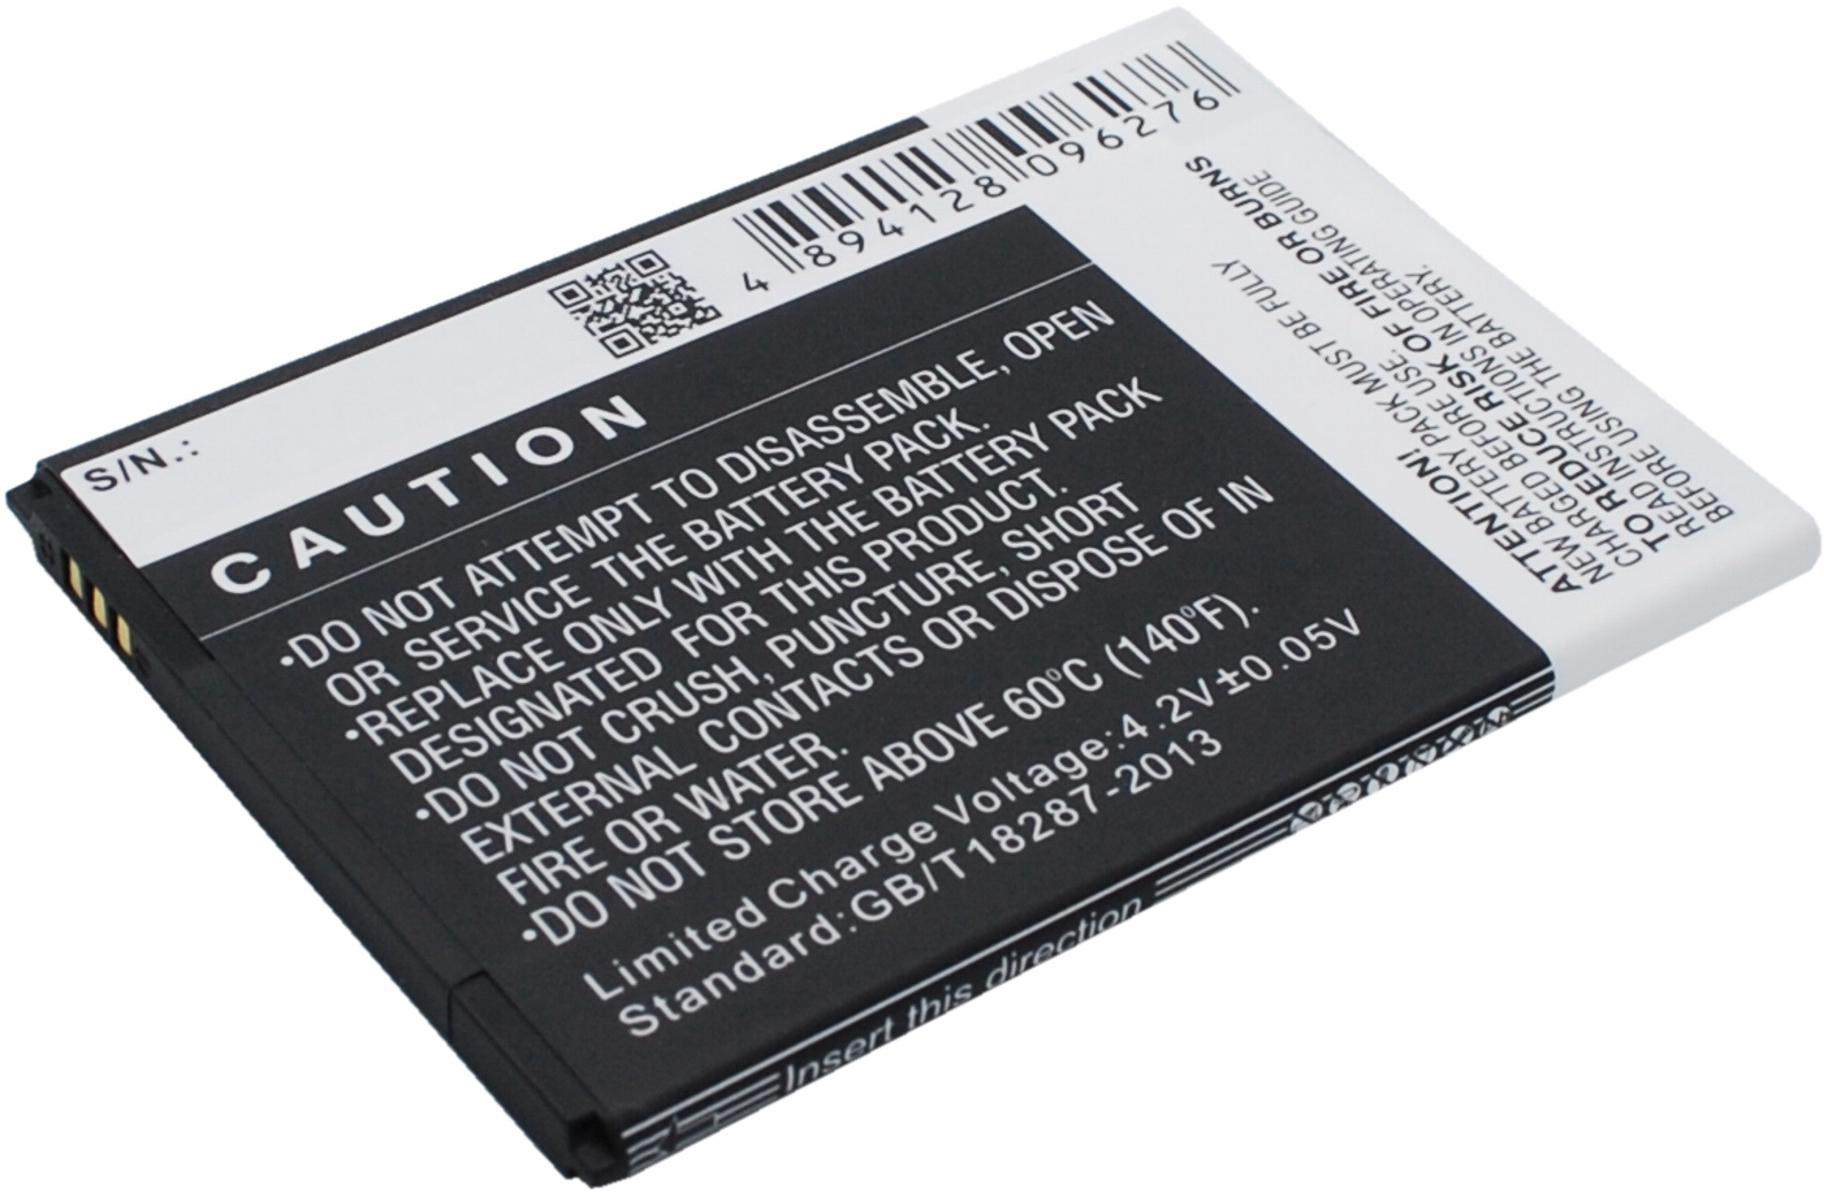 S/N.:
4 894128 096276
CAUTION
•DO NOT ATTEMPT TO DISASSEMBLE, OPEN
OR SERVICE THE BATTERY PACK.
•REPLACE ONLY WITH THE BATTERY PACK
DESIGNATED FOR THIS PRODUCT.
•DO NOT CRUSH, PUNCTURE, SHORT
EXTERNAL CONTACTS OR DISPOSE OF IN
FIRE OR WATER.
•DO NOT STORE ABOVE 60°C (140°F).
Limited Charge Voltage:4.2V±0.05V
Standard:GB/T18287-2013
ATTENTION!
NEW BATTERY PACK MUST BE FULLY
CHARGED BEFORE USE.
TO REDUCE RISK OF FIRE OR BURNS
READ INSTRUCTIONS IN OPERATING GUIDE
BEFORE USING THE BATTERY.
Insert this direction